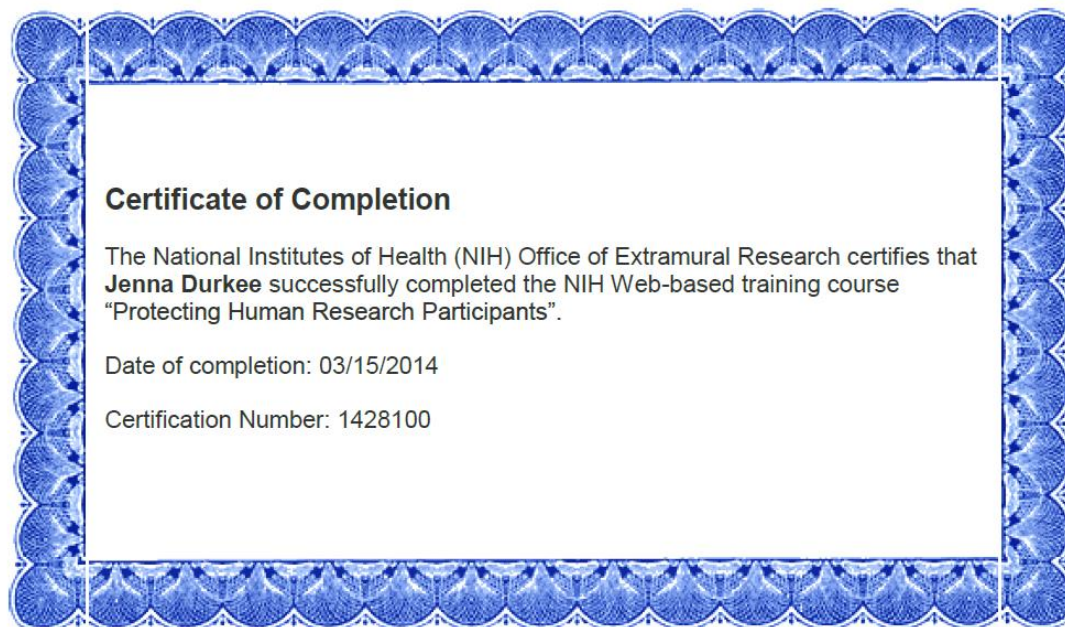 Certificate of Completion
The National Institutes of Health (NIH) Office of Extramural Research certifies that
Jenna Durkee successfully completed the NIH Web-based training course
“Protecting Human Research Participants”.
Date of completion: 03/15/2014
Certification Number: 1428100